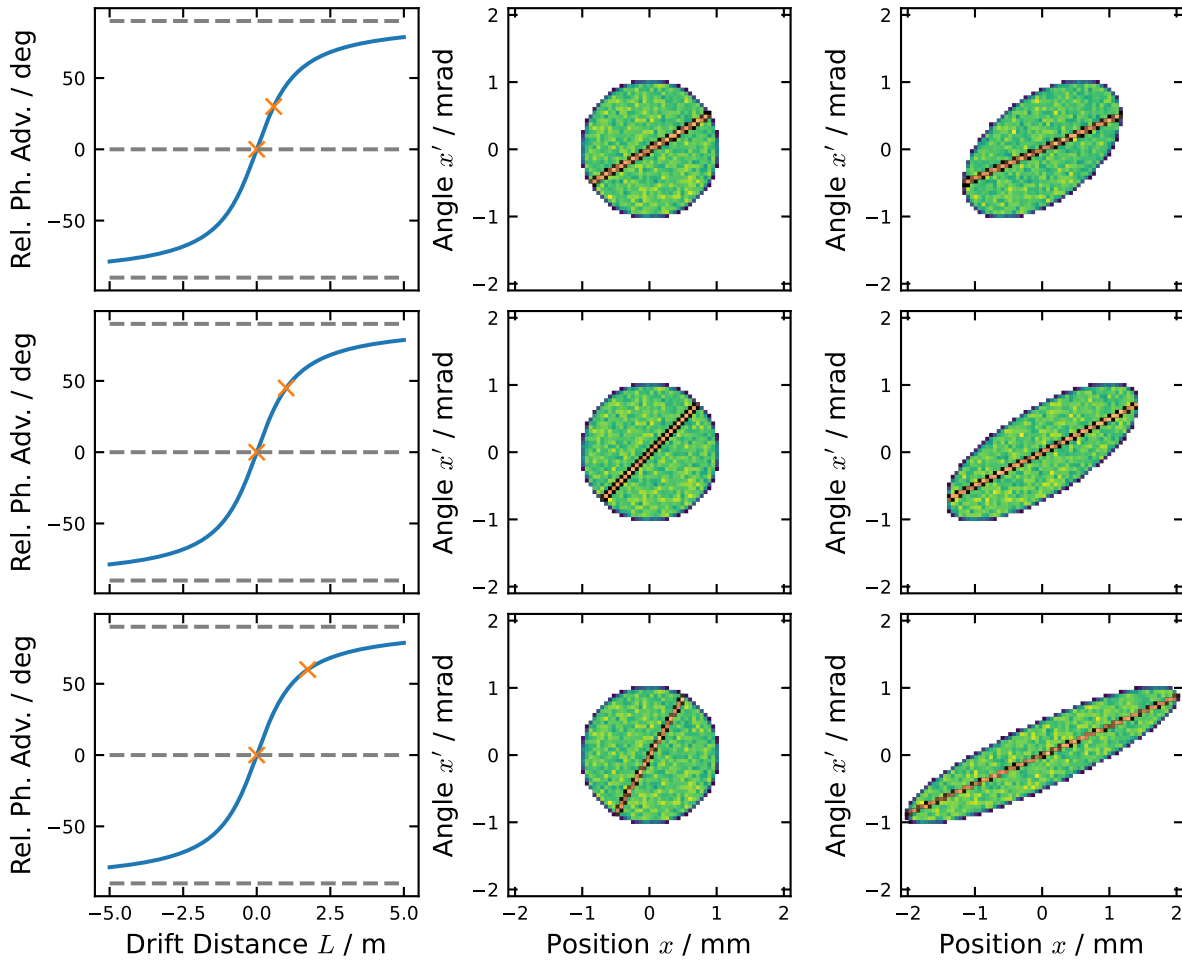 Rel. Ph. Adv. / deg
50
0
−50
Angle x′ / mrad
2
1
0
−1
−2
Angle x′ / mrad
2
1
0
−1
−2
Rel. Ph. Adv. / deg
50
0
−50
Angle x′ / mrad
2
1
0
−1
−2
Angle x′ / mrad
2
1
0
−1
−2
Rel. Ph. Adv. / deg
50
0
−50
−5.0 −2.5 0.0 2.5 5.0
Drift Distance L / m
Angle x′ / mrad
2
1
0
−1
−2
−2 −1 0 1 2
Position x / mm
Angle x′ / mrad
2
1
0
−1
−2
−2 −1 0 1 2
Position x / mm